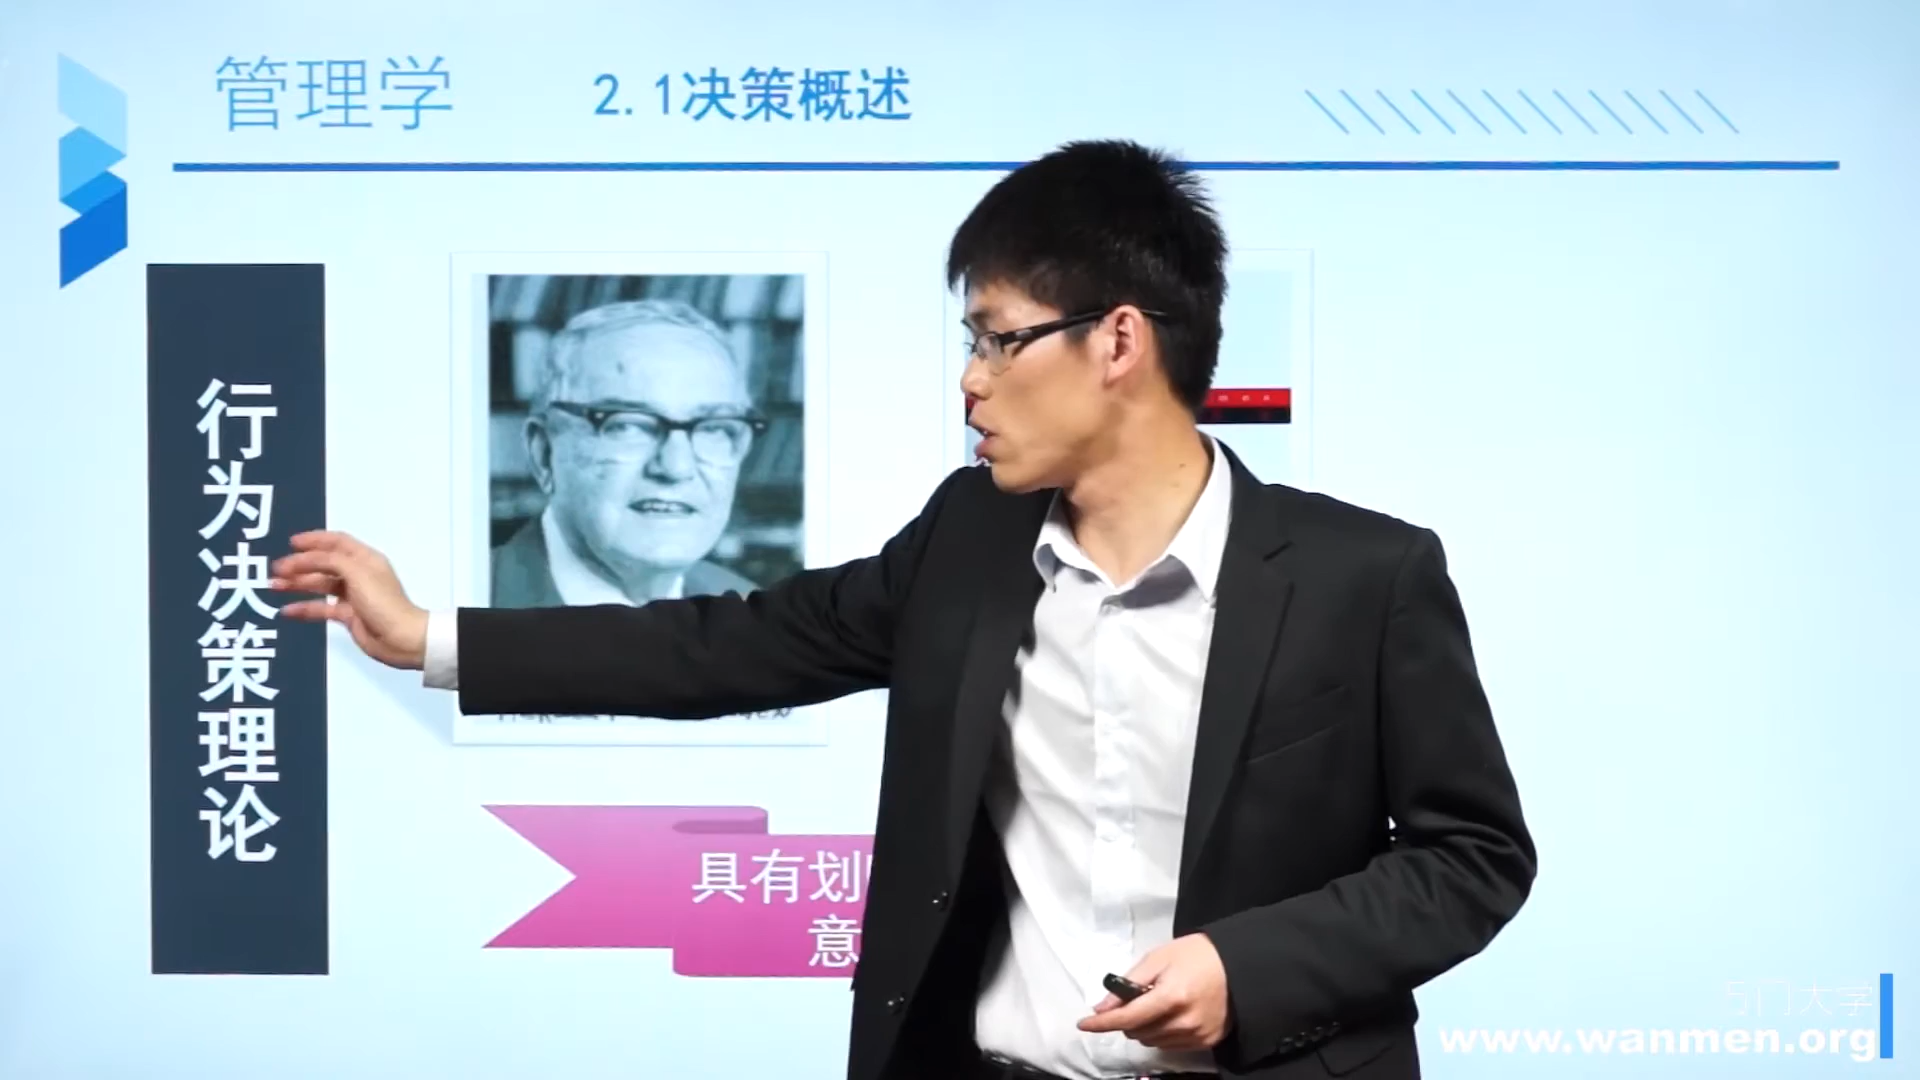 管理学
2.1决策概述
行为决策理论
具有划
意
万门大学
www.wanmen.org